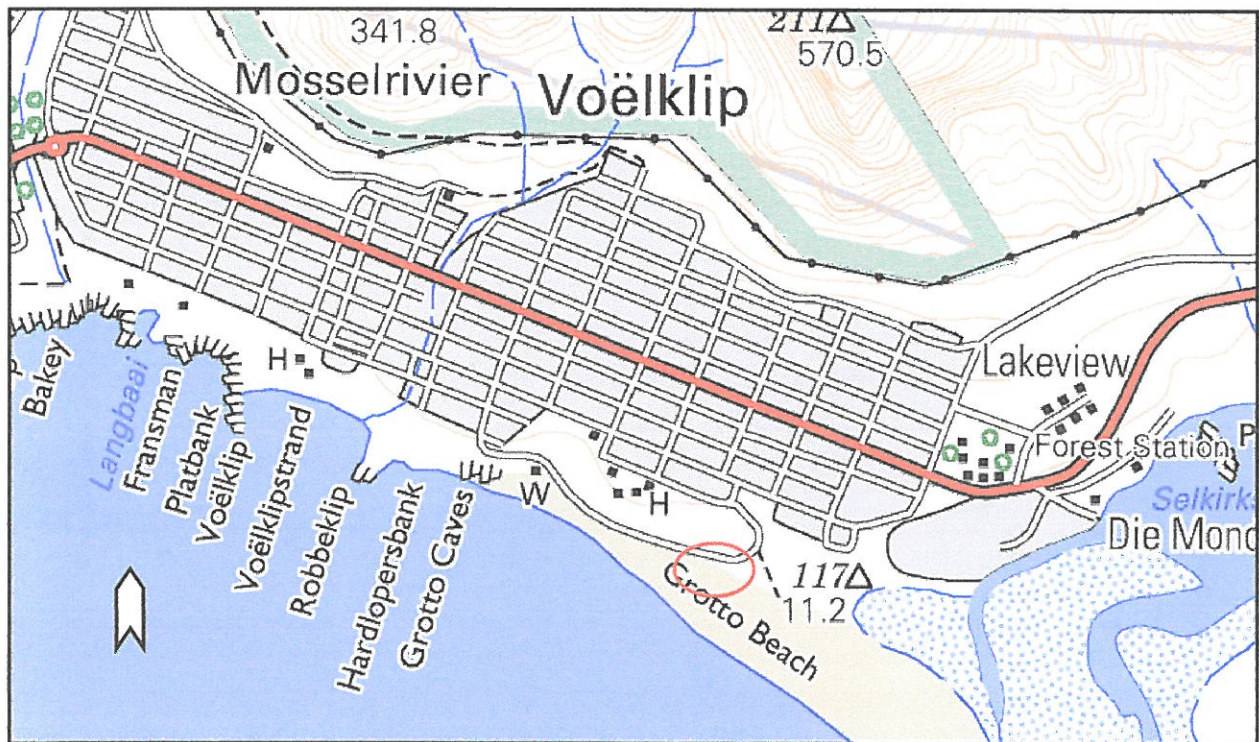 341.8
211
570.5
Mosselrivier
Voëlklip
Lakeview
Forest Station
Selkirk
Die Mond
H
W
H
117
11.2
Grotto Beach
Bakey
Langbaai
Fransman
Platbank
Voëlklip
Voëlklipstrand
Robbeklip
Hardlopersbank
Grotto Caves
P